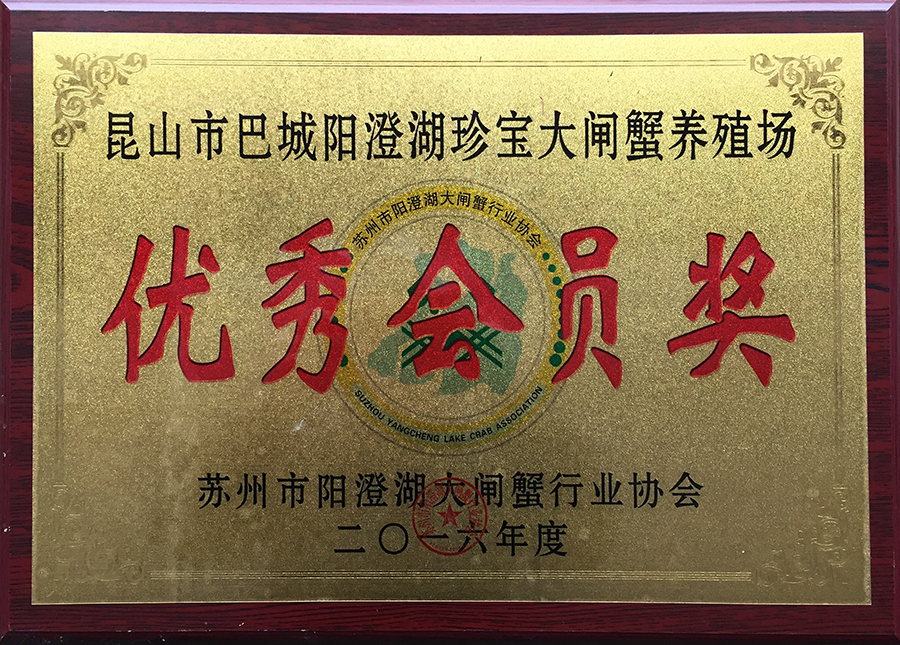 昆山市巴城阳澄湖珍宝大闸蟹养殖场
苏州市阳澄湖大闸蟹行业协会
优秀会员奖
SUZHOU YANGCHENG LAKE CRAB ASSOCIATION
苏州市阳澄湖大闸蟹行业协会
二〇一六年度